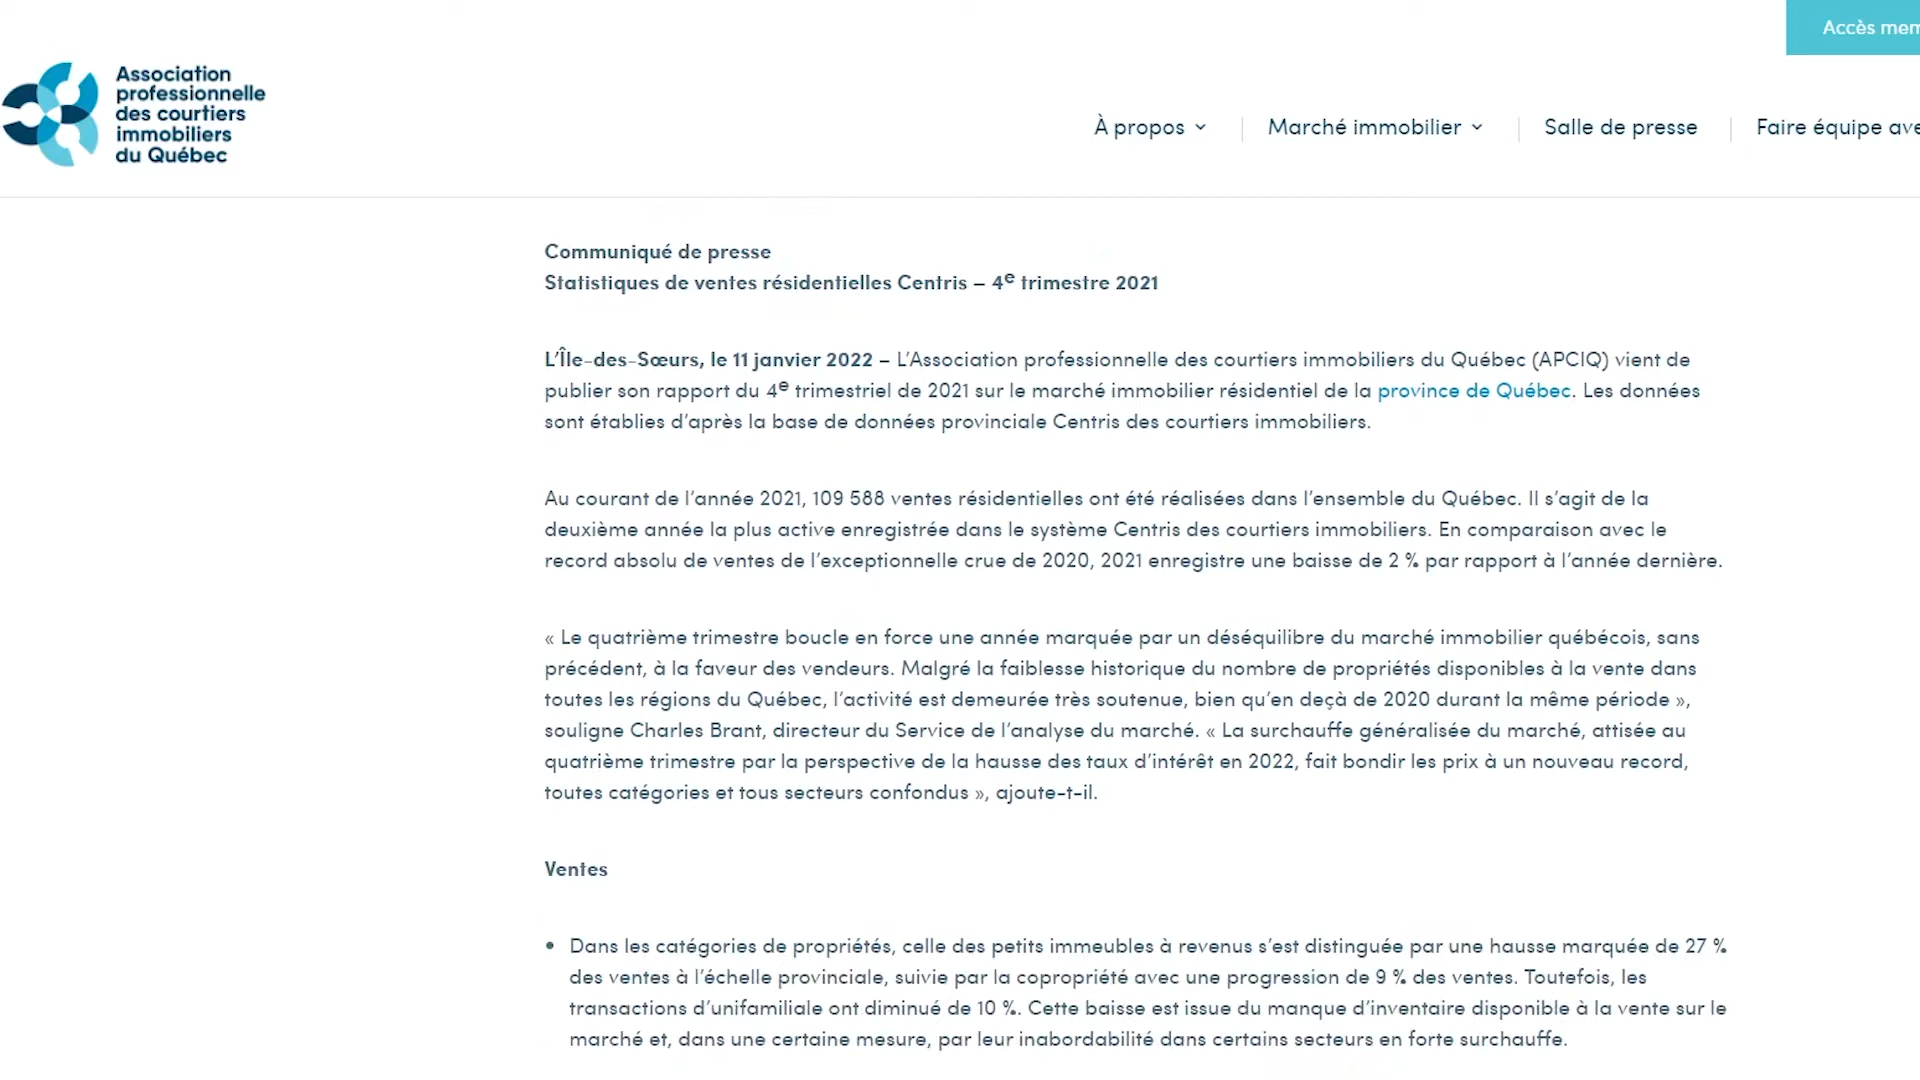 Accès mem
Association
professionnelle
des courtiers
immobiliers
du Québec
À propos
Marché immobilier
Salle de presse
Faire équipe ave
Communiqué de presse
Statistiques de ventes résidentielles Centris – 4e trimestre 2021
L’Île-des-Sœurs, le 11 janvier 2022 – L’Association professionnelle des courtiers immobiliers du Québec (APCIQ) vient de
publier son rapport du 4e trimestriel de 2021 sur le marché immobilier résidentiel de la province de Québec. Les données
sont établies d’après la base de données provinciale Centris des courtiers immobiliers.
Au courant de l’année 2021, 109 588 ventes résidentielles ont été réalisées dans l’ensemble du Québec. Il s’agit de la
deuxième année la plus active enregistrée dans le système Centris des courtiers immobiliers. En comparaison avec le
record absolu de ventes de l’exceptionnelle crue de 2020, 2021 enregistre une baisse de 2 % par rapport à l’année dernière.
« Le quatrième trimestre boucle en force une année marquée par un déséquilibre du marché immobilier québécois, sans
précédent, à la faveur des vendeurs. Malgré la faiblesse historique du nombre de propriétés disponibles à la vente dans
toutes les régions du Québec, l’activité est demeurée très soutenue, bien qu’en deçà de 2020 durant la même période »,
souligne Charles Brant, directeur du Service de l’analyse du marché. « La surchauffe généralisée du marché, attisée au
quatrième trimestre par la perspective de la hausse des taux d’intérêt en 2022, fait bondir les prix à un nouveau record,
toutes catégories et tous secteurs confondus », ajoute-t-il.
Ventes
• Dans les catégories de propriétés, celle des petits immeubles à revenus s’est distinguée par une hausse marquée de 27 %
des ventes à l’échelle provinciale, suivie par la copropriété avec une progression de 9 % des ventes. Toutefois, les
transactions d’unifamiliale ont diminué de 10 %. Cette baisse est issue du manque d’inventaire disponible à la vente sur le
marché et, dans une certaine mesure, par leur inabordabilité dans certains secteurs en forte surchauffe.